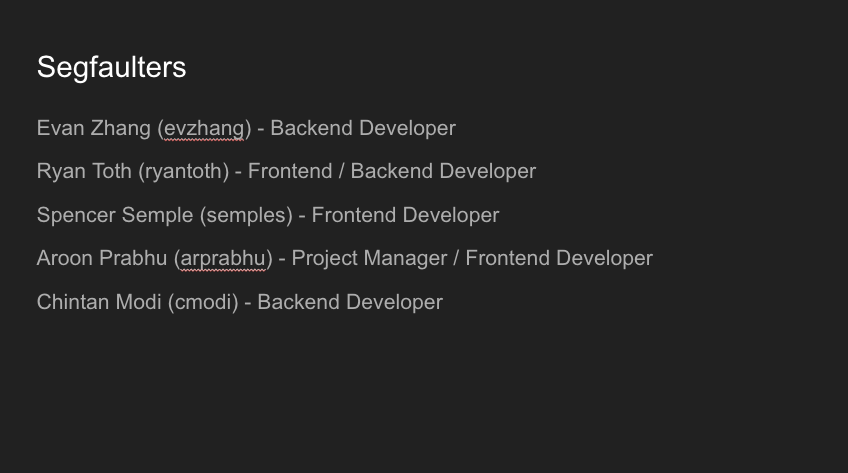 Segfaulters
Evan Zhang (evzhang) - Backend Developer
Ryan Toth (ryantoth) - Frontend / Backend Developer
Spencer Semple (semples) - Frontend Developer
Aroon Prabhu (arprabhu) - Project Manager / Frontend Developer
Chintan Modi (cmodi) - Backend Developer